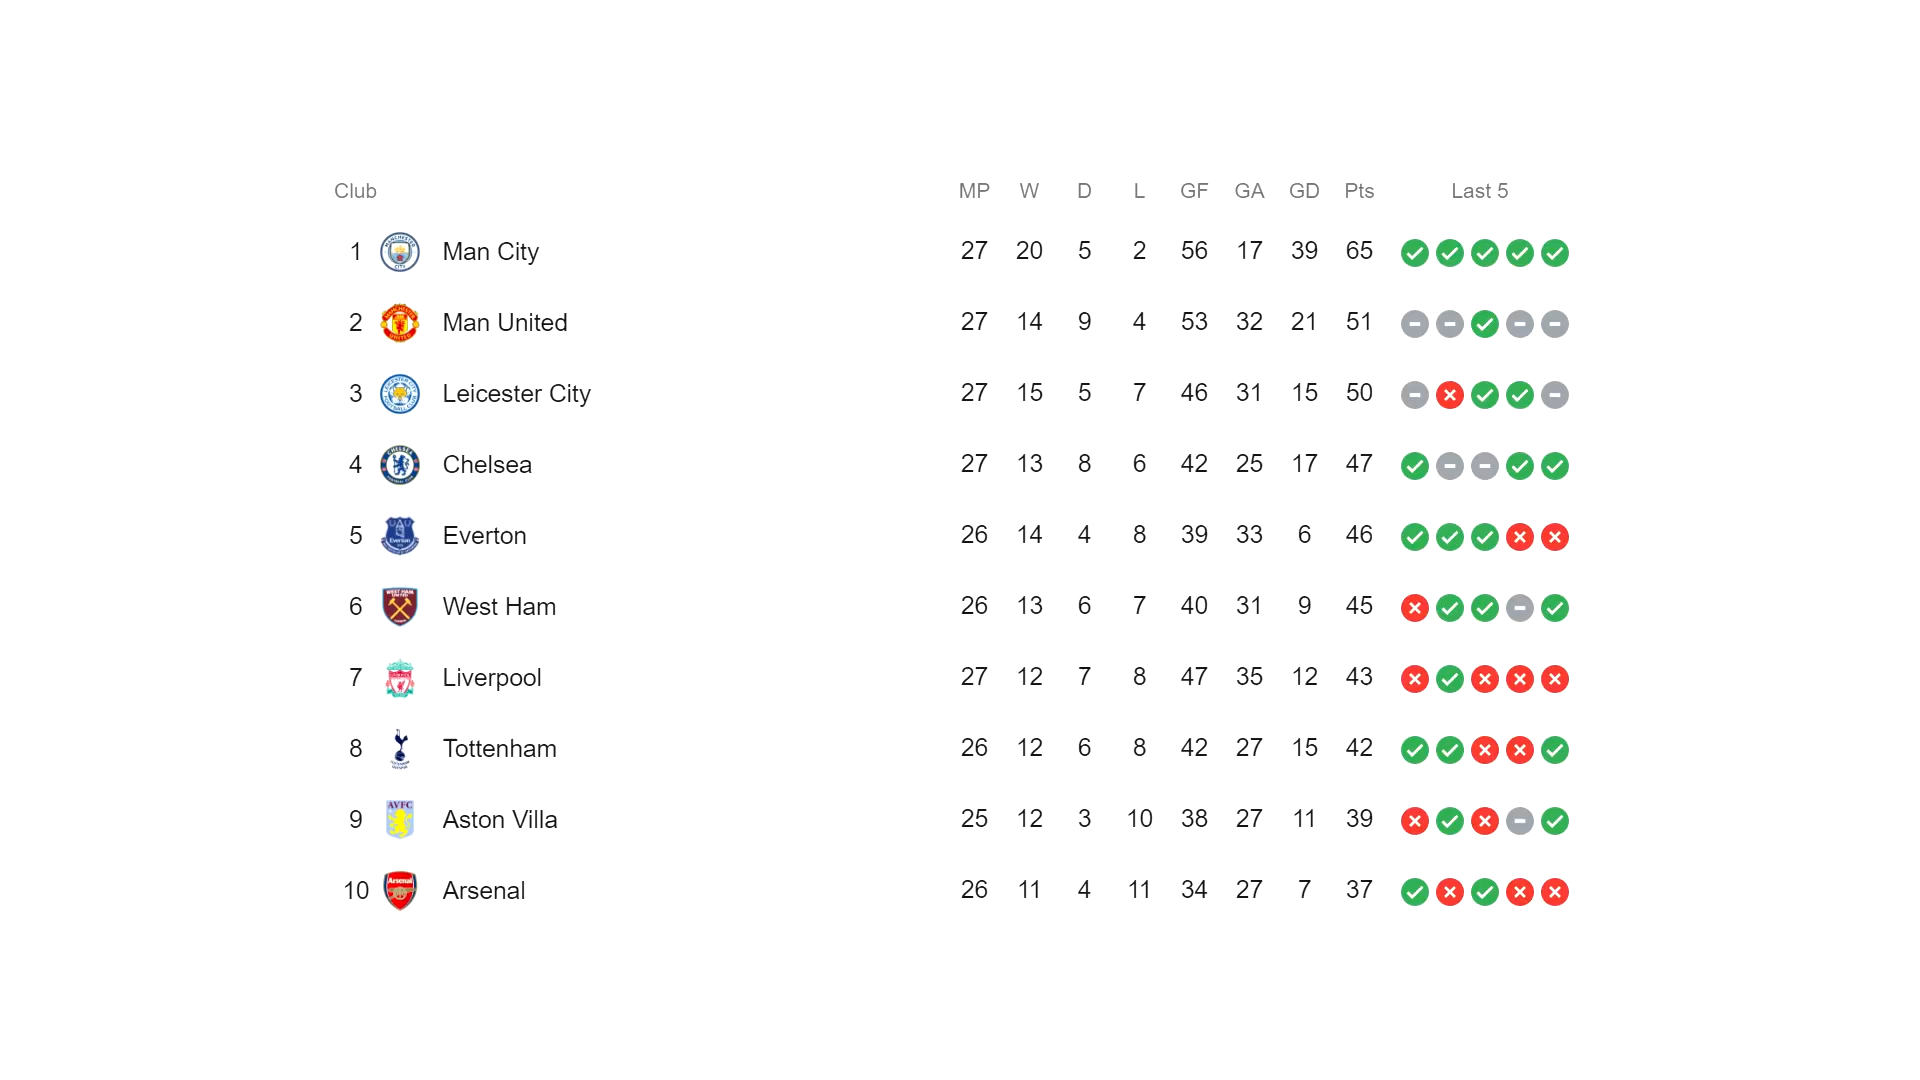 Club MP W D L GF GA GD Pts Last 5
1 Man City 27 20 5 2 56 17 39 65
2 Man United 27 14 9 4 53 32 21 51
3 Leicester City 27 15 5 7 46 31 15 50
4 Chelsea 27 13 8 6 42 25 17 47
5 Everton 26 14 4 8 39 33 6 46
6 West Ham 26 13 6 7 40 31 9 45
7 Liverpool 27 12 7 8 47 35 12 43
8 Tottenham 26 12 6 8 42 27 15 42
9 AVFC Aston Villa 25 12 3 10 38 27 11 39
10 Arsenal Arsenal 26 11 4 11 34 27 7 37